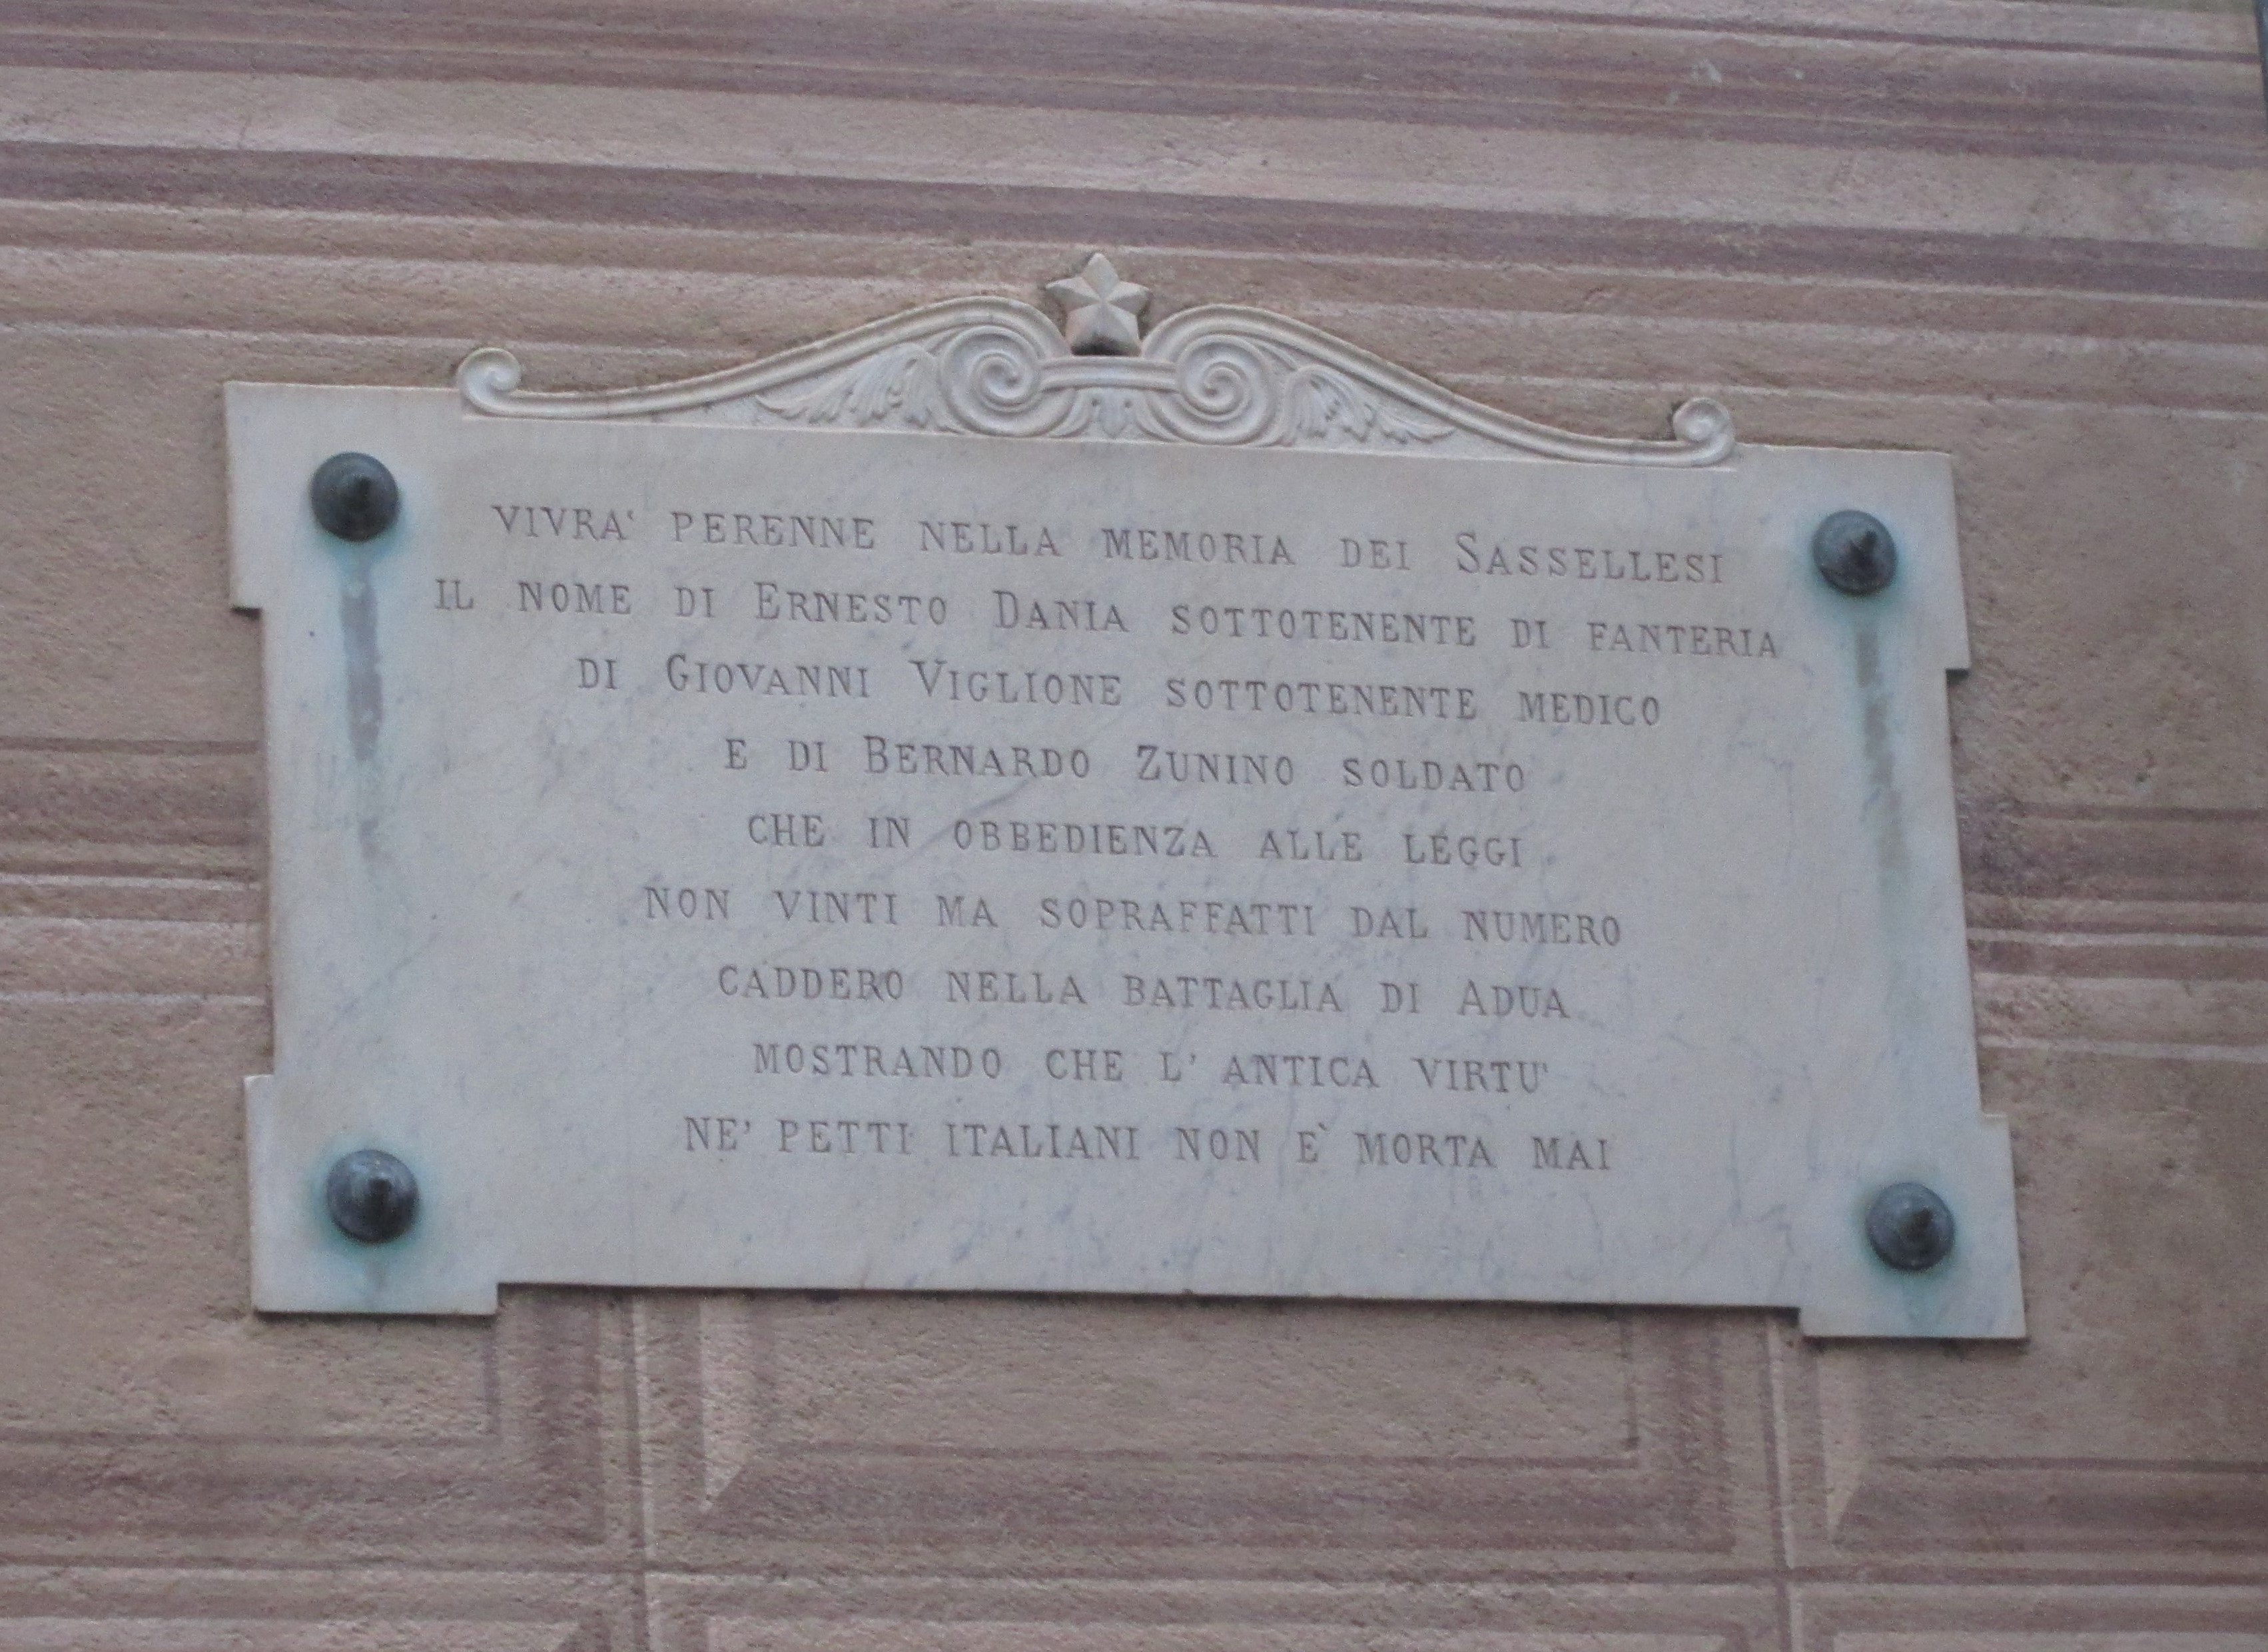 VIVRA' PERENNE NELLA MEMORIA DEI SASSELLESI
IL NOME DI ERNESTO DANIA SOTTOTENENTE DI FANTERIA
DI GIOVANNI VIGLIONE SOTTOTENENTE MEDICO
E DI BERNARDO ZUNINO SOLDATO
CHE IN OBBEDIENZA ALLE LEGGI
NON VINTI MA SOPRAFFATTI DAL NUMERO
CADDERO NELLA BATTAGLIA DI ADUA
MOSTRANDO CHE L' ANTICA VIRTU'
NE' PETTI ITALIANI NON È MORTA MAI